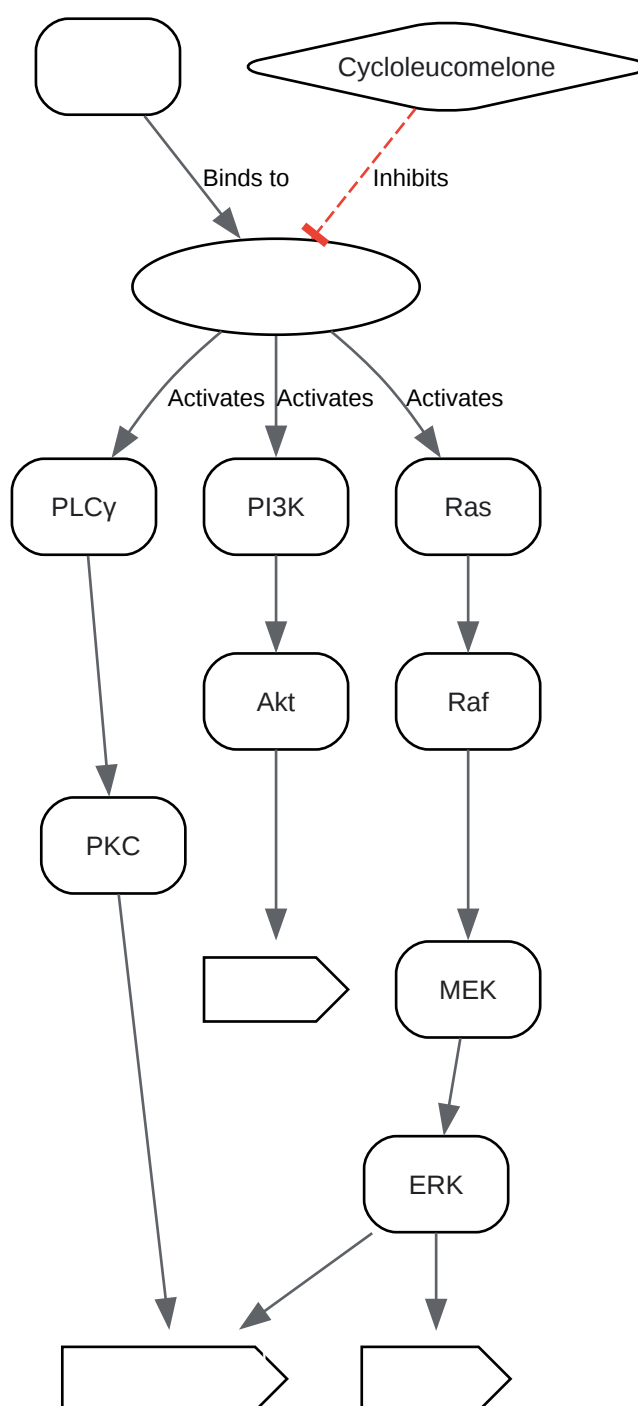 Cycloleucomelone
Binds to
Inhibits
Activates
Activates
Activates
PLCγ
PI3K
Ras
Akt
Raf
PKC
MEK
ERK